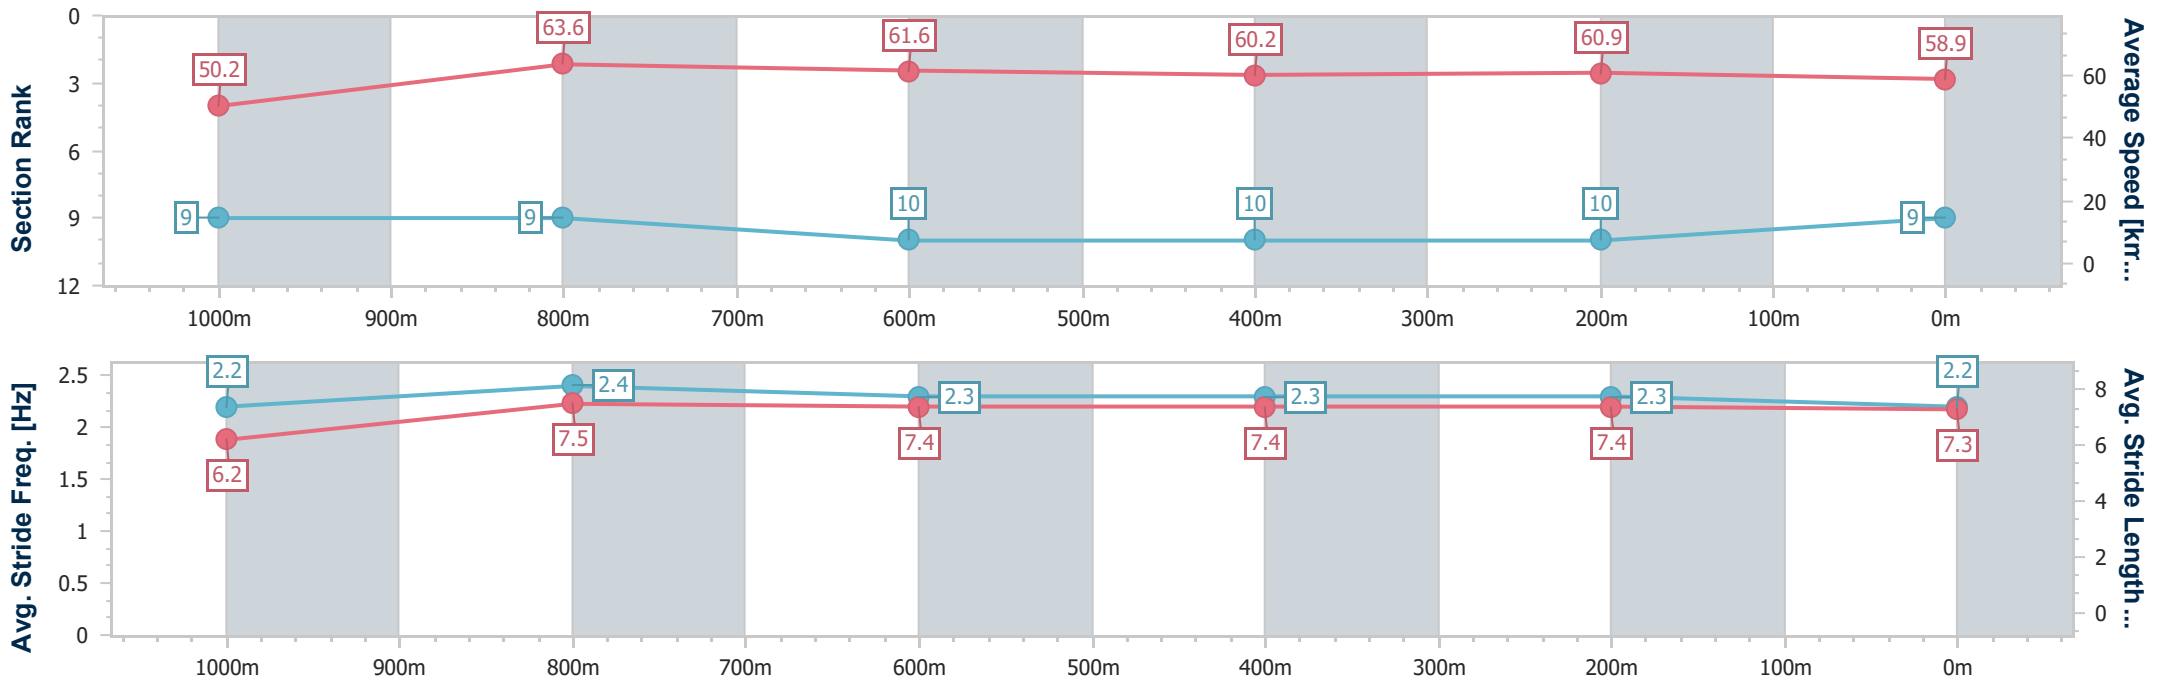 Section Rank
0
3
6
9
12
50.2
63.6
61.6
60.2
60.9
58.9
9
9
10
10
10
9
60
40
20
0
Average Speed [km...
1000m
900m
800m
700m
600m
500m
400m
300m
200m
100m
0m
Avg. Stride Freq. [Hz]
2.5
2
1.5
1
0.5
0
2.2
2.4
2.3
2.3
2.3
2.2
6.2
7.5
7.4
7.4
7.4
7.3
8
6
4
2
0
Avg. Stride Length ...
1000m
900m
800m
700m
600m
500m
400m
300m
200m
100m
0m